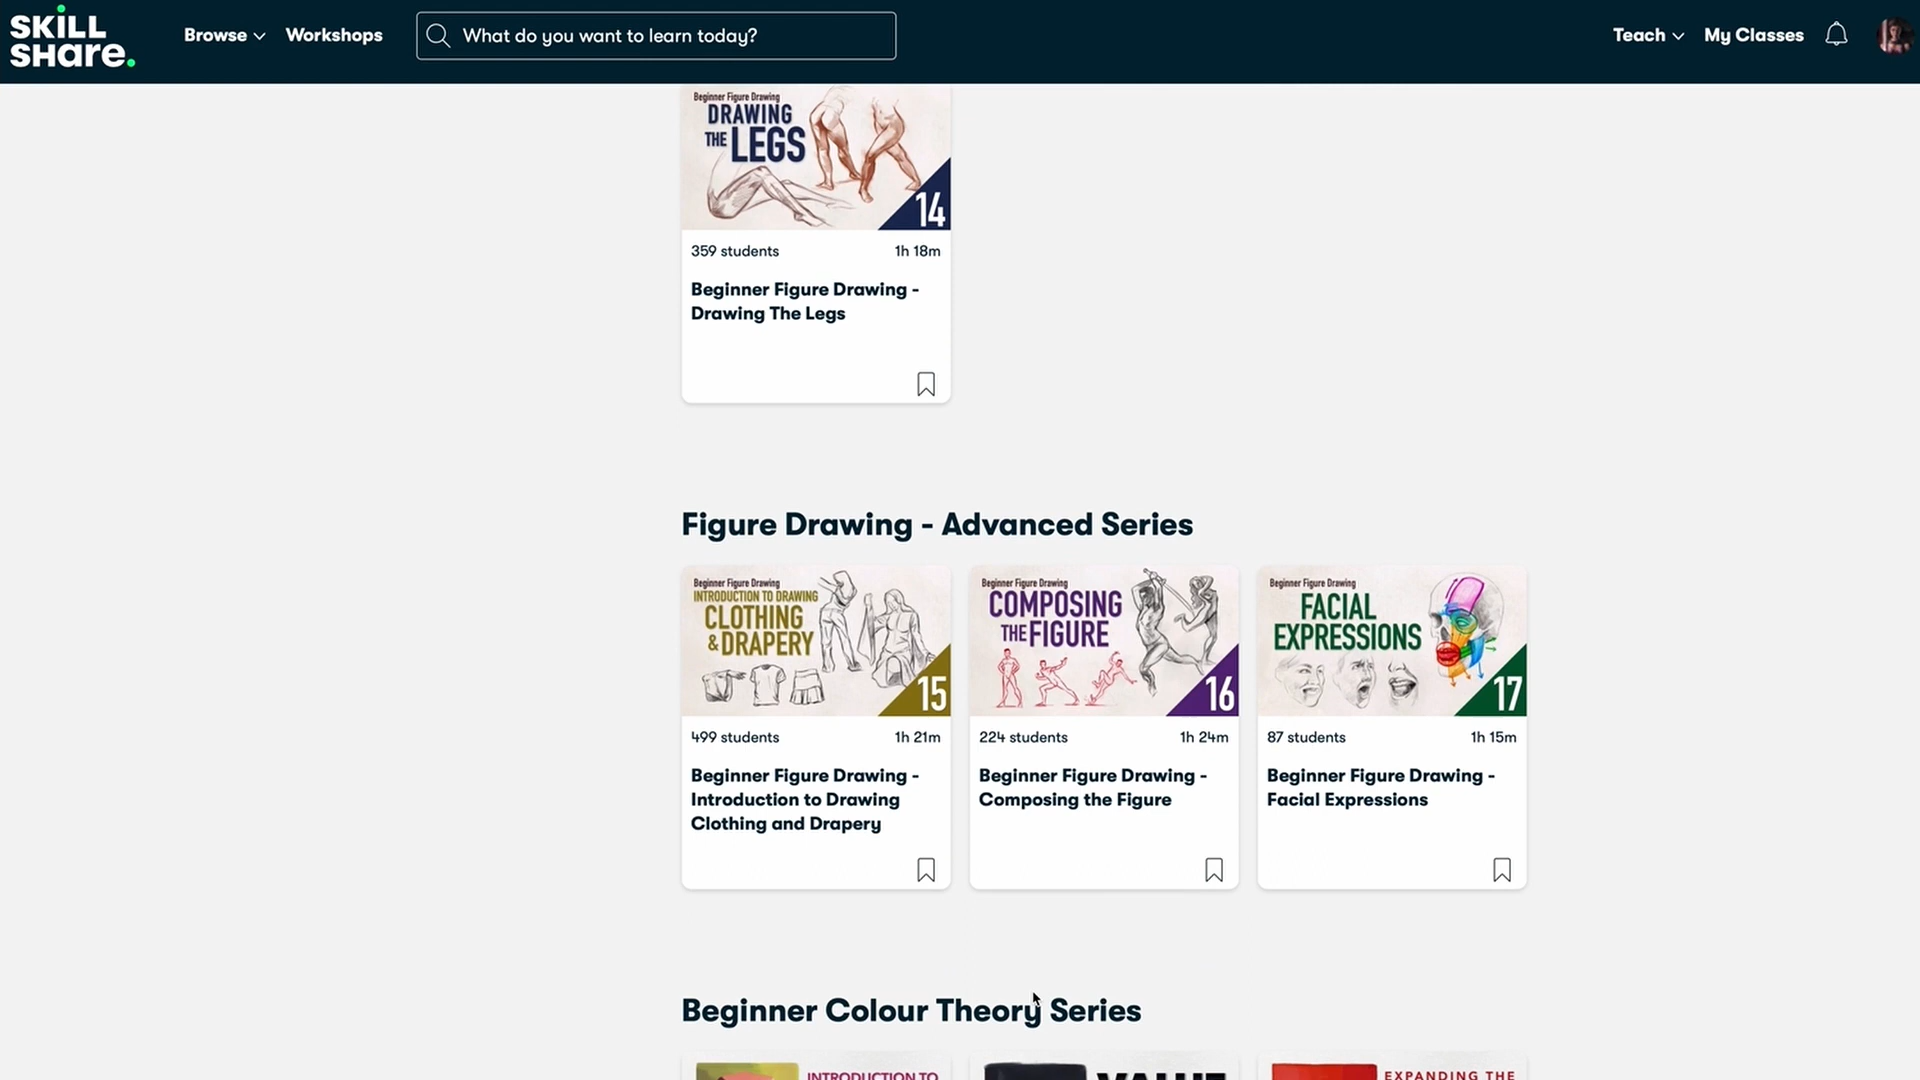 SKILL
SHare.
Browse
Workshops
What do you want to learn today?
Teach
My Classes
Beginner Figure Drawing
DRAWING
THE LEGS
14
359 students
1h 18m
Beginner Figure Drawing -
Drawing The Legs
Figure Drawing - Advanced Series
Beginner Figure Drawing
INTRODUCTION TO DRAWING
CLOTHING
& DRAPERY
15
499 students
1h 21m
Beginner Figure Drawing -
Introduction to Drawing
Clothing and Drapery
Beginner Figure Drawing
COMPOSING
THE FIGURE
16
224 students
1h 24m
Beginner Figure Drawing -
Composing the Figure
Beginner Figure Drawing
FACIAL
EXPRESSIONS
17
87 students
1h 15m
Beginner Figure Drawing -
Facial Expressions
Beginner Colour Theory Series
INTRODUCTION TO
VALUE
EXPANDING THE